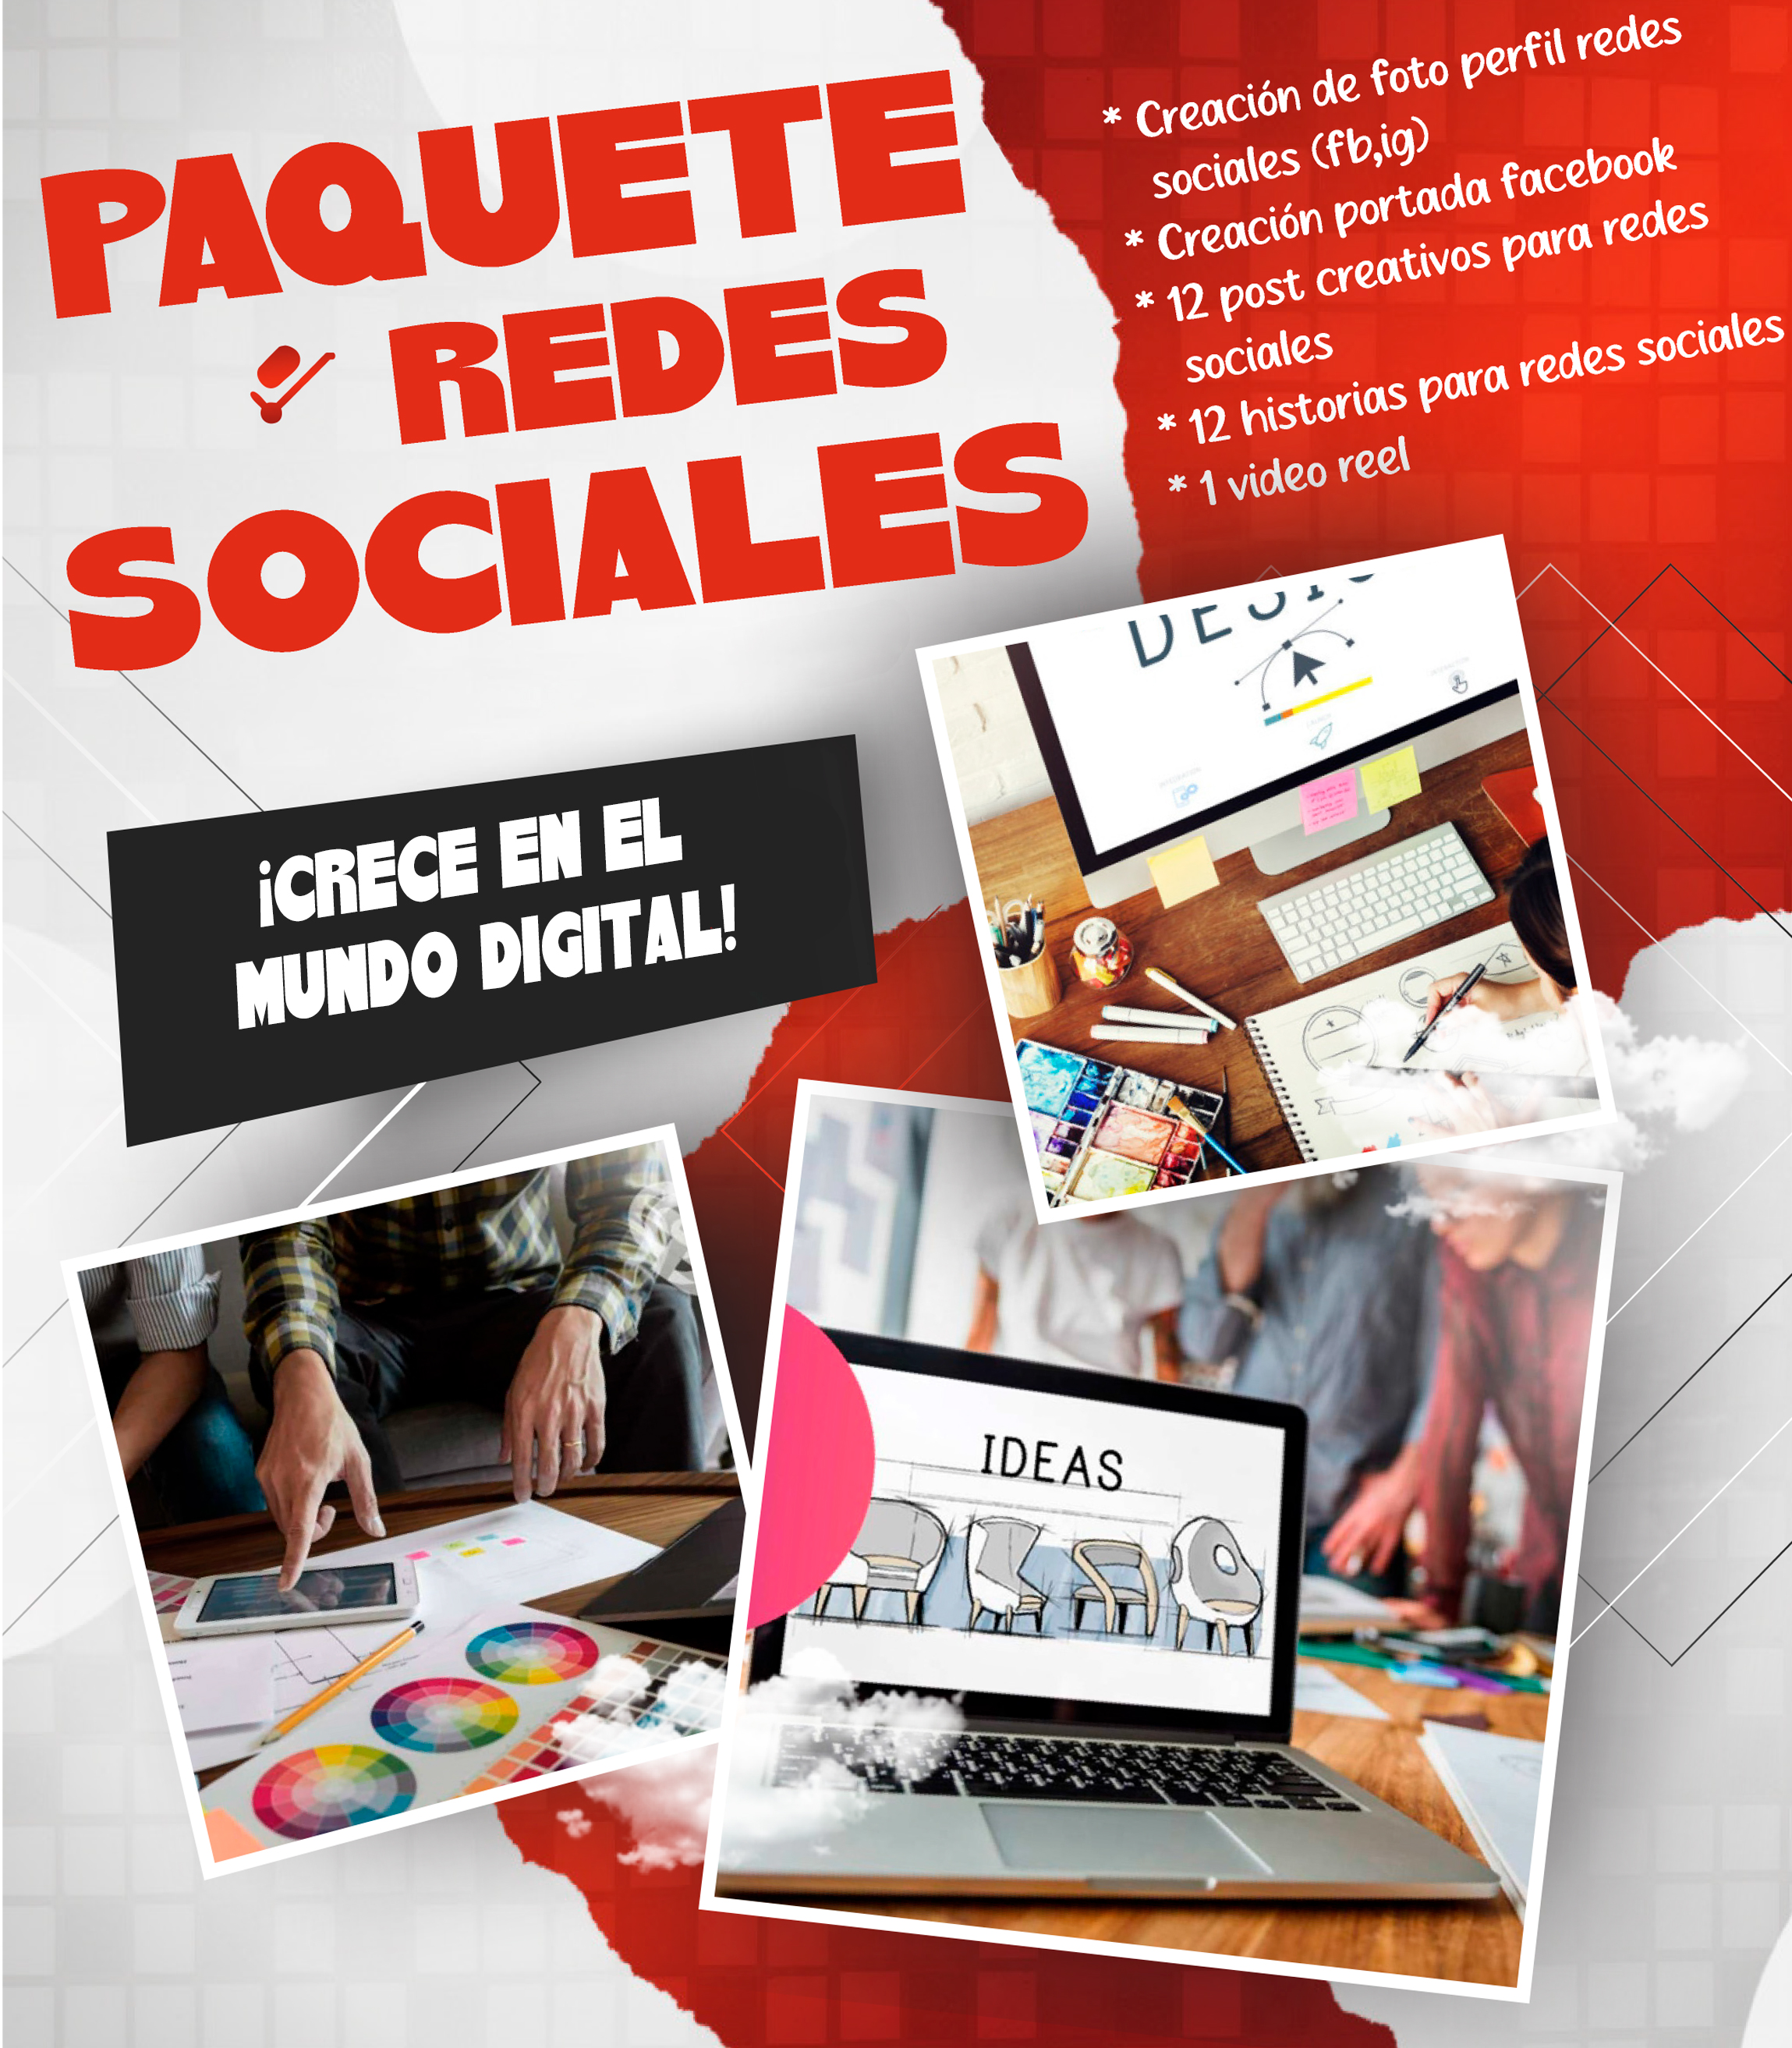 PAQUETE
REDES
SOCIALES
* Creación de foto perfil redes
sociales (fb,ig)
* Creación portada facebook
* 12 post creativos para redes
sociales
* 12 historias para redes sociales
* 1 video reel
¡CRECE EN EL
MUNDO DIGITAL!
IDEAS